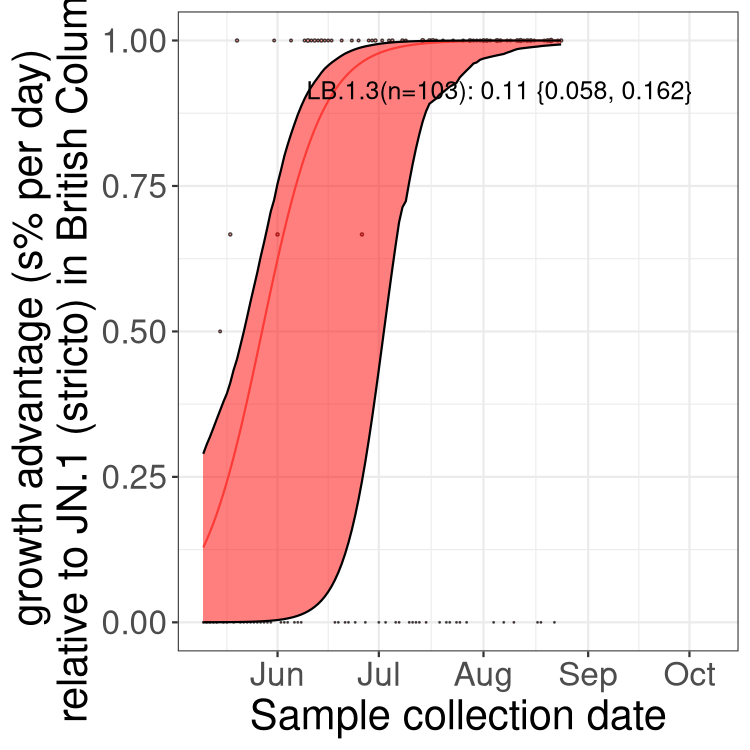 growth advantage (s% per day)
relative to JN.1 (stricto) in British Colum
1.00
0.75
0.50
0.25
0.00
LB.1.3(n=103): 0.11 {0.058, 0.162}
Jun Jul Aug Sep Oct
Sample collection date